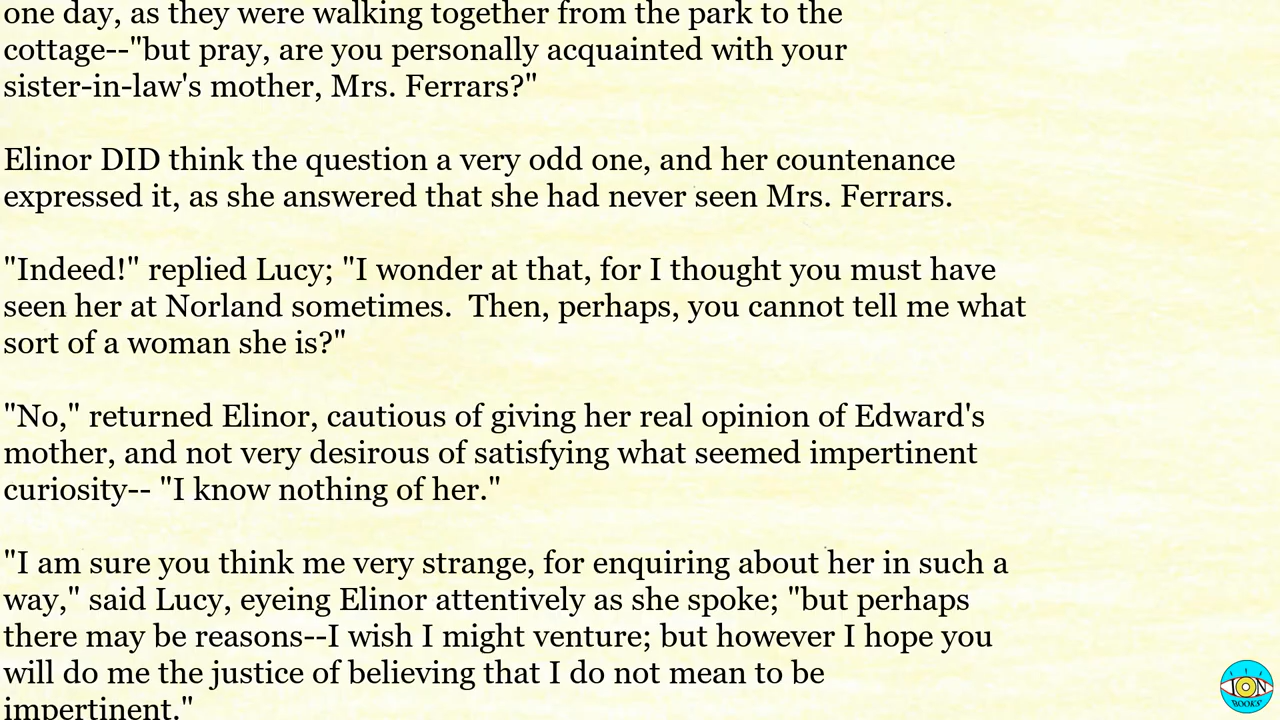 one day, as they were walking together from the park to the
cottage--"but pray, are you personally acquainted with your
sister-in-law's mother, Mrs. Ferrars?"
Elinor DID think the question a very odd one, and her countenance
expressed it, as she answered that she had never seen Mrs. Ferrars.
"Indeed!" replied Lucy; "I wonder at that, for I thought you must have
seen her at Norland sometimes.  Then, perhaps, you cannot tell me what
sort of a woman she is?"
"No," returned Elinor, cautious of giving her real opinion of Edward's
mother, and not very desirous of satisfying what seemed impertinent
curiosity-- "I know nothing of her."
"I am sure you think me very strange, for enquiring about her in such a
way," said Lucy, eyeing Elinor attentively as she spoke; "but perhaps
there may be reasons--I wish I might venture; but however I hope you
will do me the justice of believing that I do not mean to be
impertinent."
ION
BOOKS